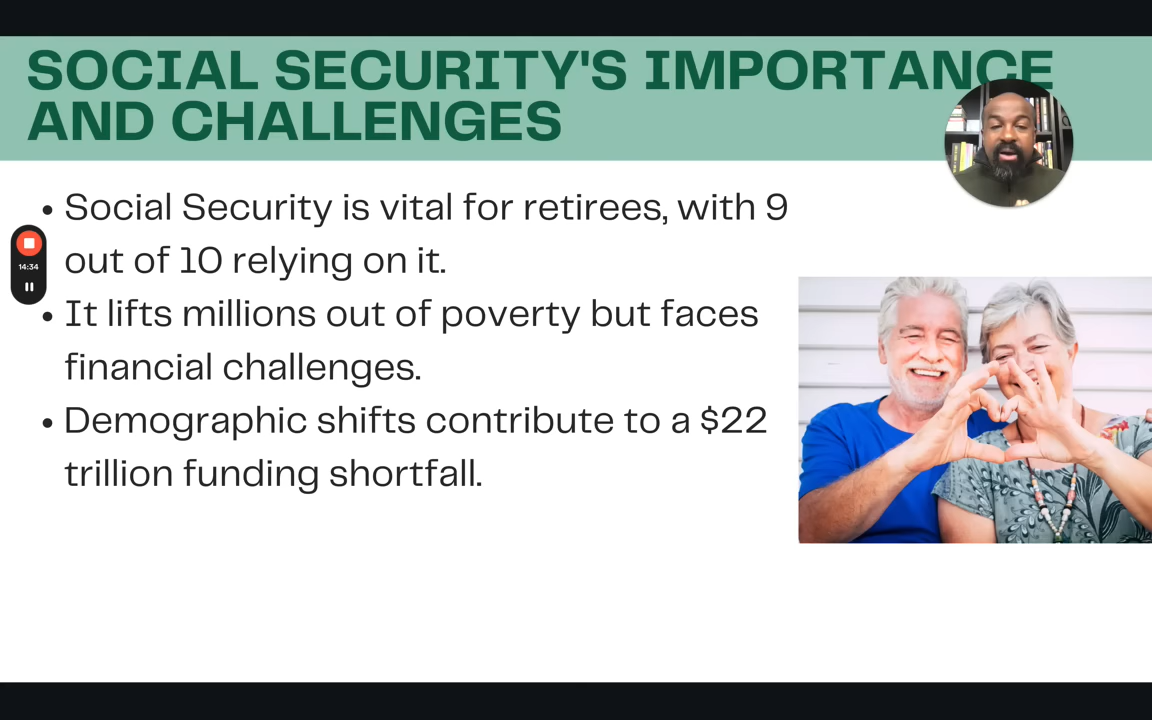 SOCIAL SECURITY'S IMPORTANCE
AND CHALLENGES
• Social Security is vital for retirees, with 9
out of 10 relying on it.
14:34
• It lifts millions out of poverty but faces
financial challenges.
• Demographic shifts contribute to a $22
trillion funding shortfall.